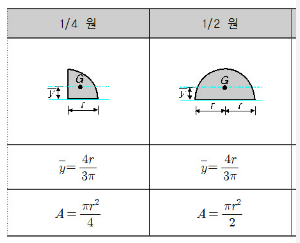 1/4 원 1/2 원
G G
y y
r r r
y̅ = 4r/3π y̅ = 4r/3π
A = πr²/4 A = πr²/2